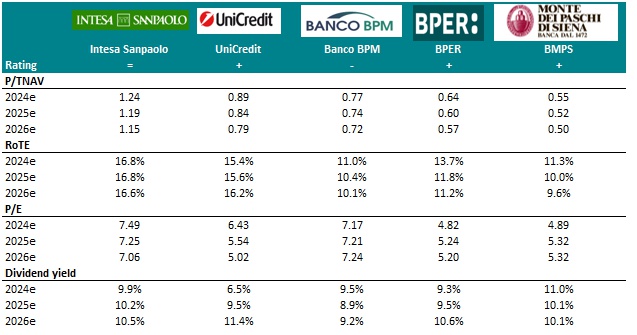 INTESA SANPAOLO UniCredit BANCO BPM BPER: MONTE DEI PASCHI DI SIENA BANCA DAL 1472
Intesa Sanpaolo UniCredit Banco BPM BPER BMPS
Rating = + - + +
P/TNAV
2024e 1.24 0.89 0.77 0.64 0.55
2025e 1.19 0.84 0.74 0.60 0.52
2026e 1.15 0.79 0.72 0.57 0.50
RoTE
2024e 16.8% 15.4% 11.0% 13.7% 11.3%
2025e 16.8% 15.6% 10.4% 11.8% 10.0%
2026e 16.6% 16.2% 10.1% 11.2% 9.6%
P/E
2024e 7.49 6.43 7.17 4.82 4.89
2025e 7.25 5.54 7.21 5.24 5.32
2026e 7.06 5.02 7.24 5.20 5.32
Dividend yield
2024e 9.9% 6.5% 9.5% 9.3% 11.0%
2025e 10.2% 9.5% 8.9% 9.5% 10.1%
2026e 10.5% 11.4% 9.2% 10.6% 10.1%